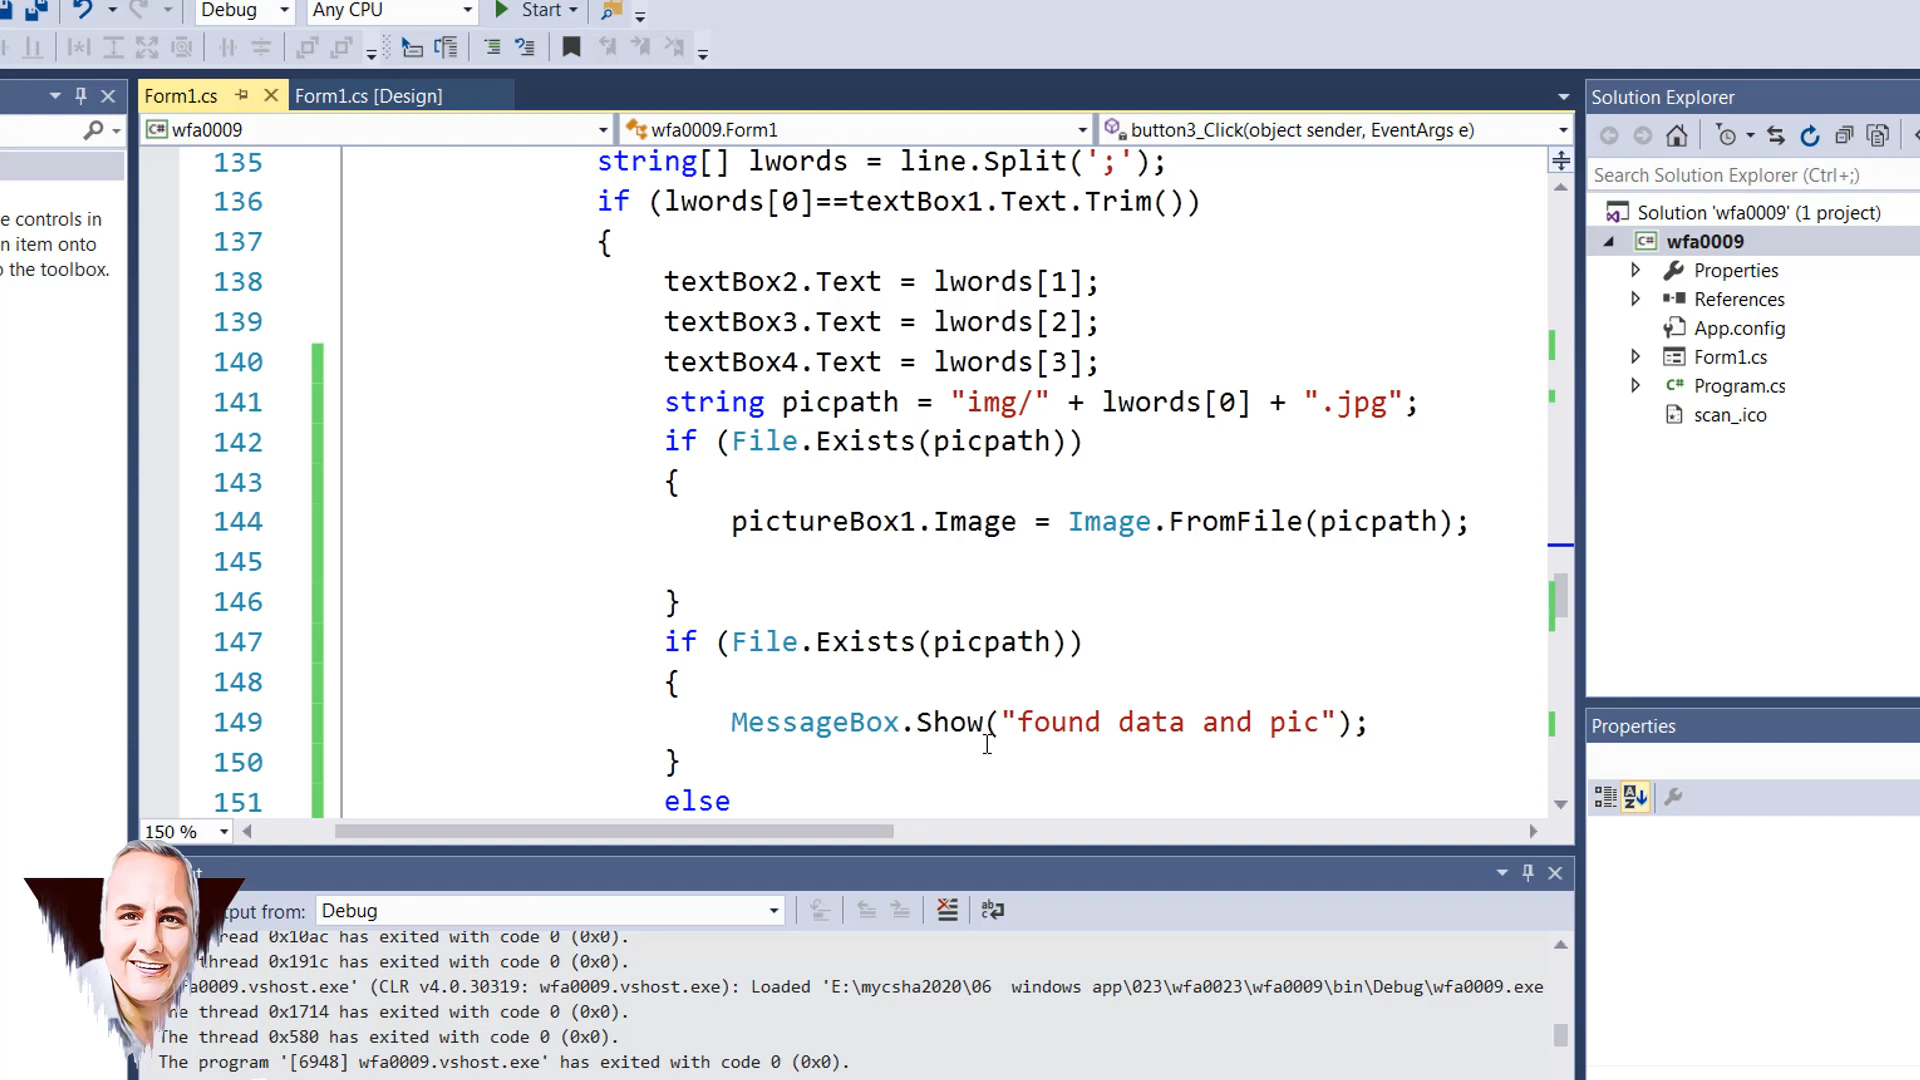 Debug Any CPU Start
Form1.cs Form1.cs [Design]
wfa0009 wfa0009.Form1 button3_Click(object sender, EventArgs e)
e controls in
n item onto
o the toolbox.
135 string[] lwords = line.Split(';');
136 if (lwords[0]==textBox1.Text.Trim())
137 {
138 textBox2.Text = lwords[1];
139 textBox3.Text = lwords[2];
140 textBox4.Text = lwords[3];
141 string picpath = "img/" + lwords[0] + ".jpg";
142 if (File.Exists(picpath))
143 {
144 pictureBox1.Image = Image.FromFile(picpath);
145
146 }
147 if (File.Exists(picpath))
148 {
149 MessageBox.Show("found data and pic");
150 }
151 else
150 %
Solution Explorer
Search Solution Explorer (Ctrl+;)
Solution 'wfa0009' (1 project)
C# wfa0009
Properties
References
App.config
Form1.cs
C# Program.cs
scan_.ico
Properties
t
tput from: Debug
thread 0x10ac has exited with code 0 (0x0).
thread 0x191c has exited with code 0 (0x0).
fa0009.vshost.exe' (CLR v4.0.30319: wfa0009.vshost.exe): Loaded 'E:\mycsha2020\06 windows app\023\wfa0023\wfa0009\bin\Debug\wfa0009.exe
he thread 0x1714 has exited with code 0 (0x0).
The thread 0x580 has exited with code 0 (0x0).
The program '[6948] wfa0009.vshost.exe' has exited with code 0 (0x0).